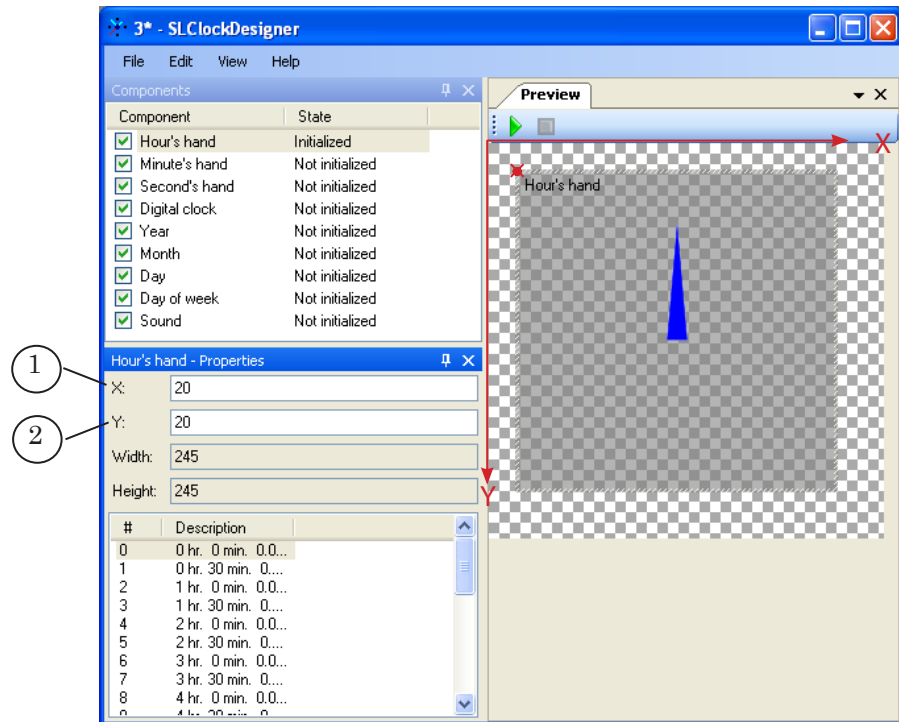 3* - SLClockDesigner
File Edit View Help
Components
Component State
Hour's hand Initialized
Minute's hand Not initialized
Second's hand Not initialized
Digital clock Not initialized
Year Not initialized
Month Not initialized
Day Not initialized
Day of week Not initialized
Sound Not initialized
Hour's hand - Properties
1
X: 20
2
Y: 20
Width: 245
Height: 245
# Description
0 0 hr. 0 min. 0.0...
1 0 hr. 30 min. 0....
2 1 hr. 0 min. 0.0...
3 1 hr. 30 min. 0....
4 2 hr. 0 min. 0.0...
5 2 hr. 30 min. 0....
6 3 hr. 0 min. 0.0...
7 3 hr. 30 min. 0....
8 4 hr. 0 min. 0.0...
Preview
X
Hour's hand
Y